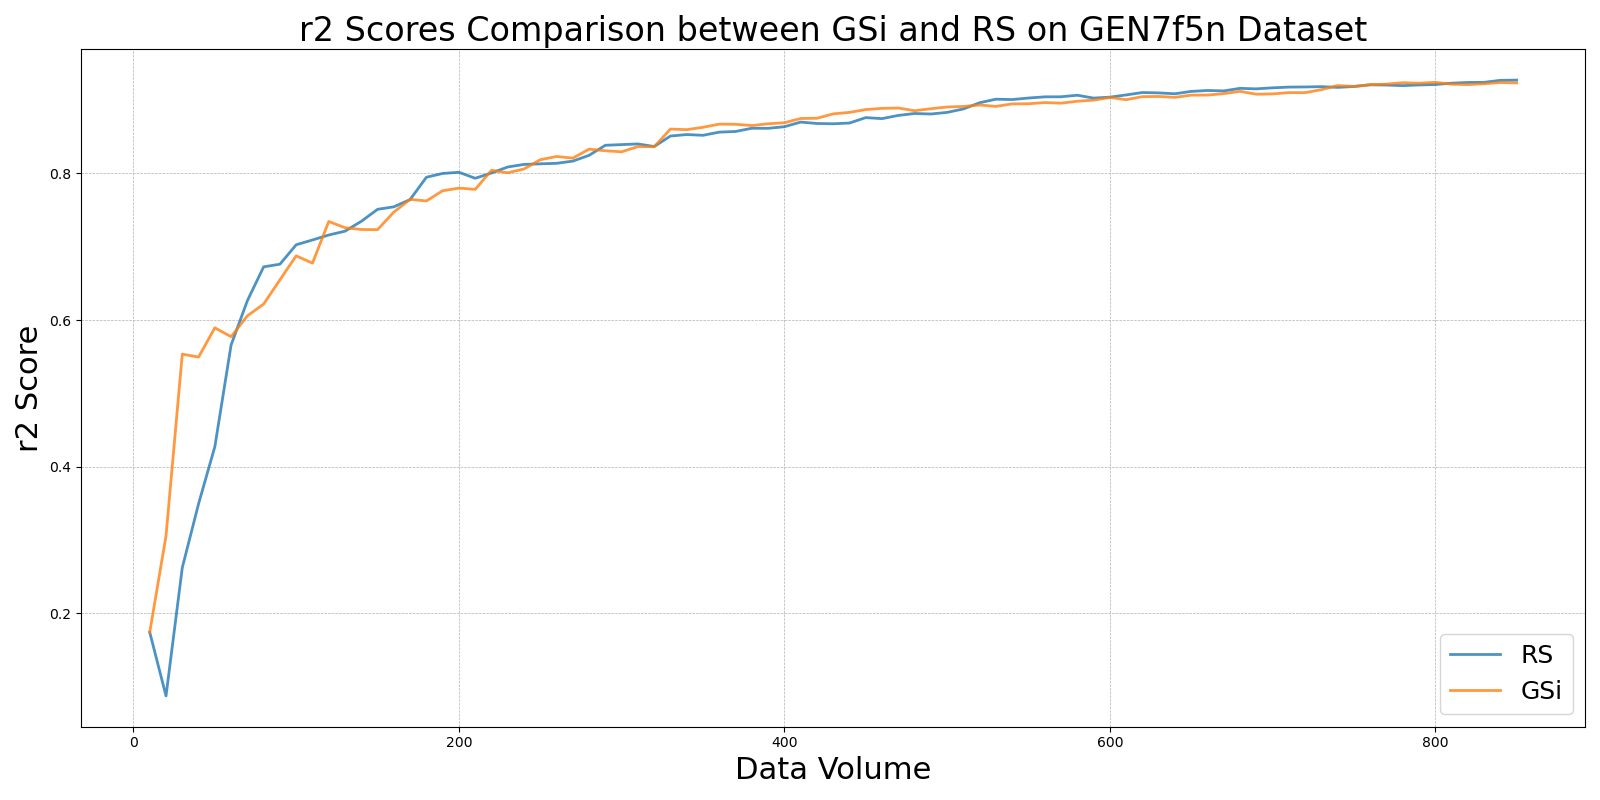 r2 Scores Comparison between GSi and RS on GEN7f5n Dataset
r2 Score
0.8
0.6
0.4
0.2
0 200 400 600 800
Data Volume
RS
GSi